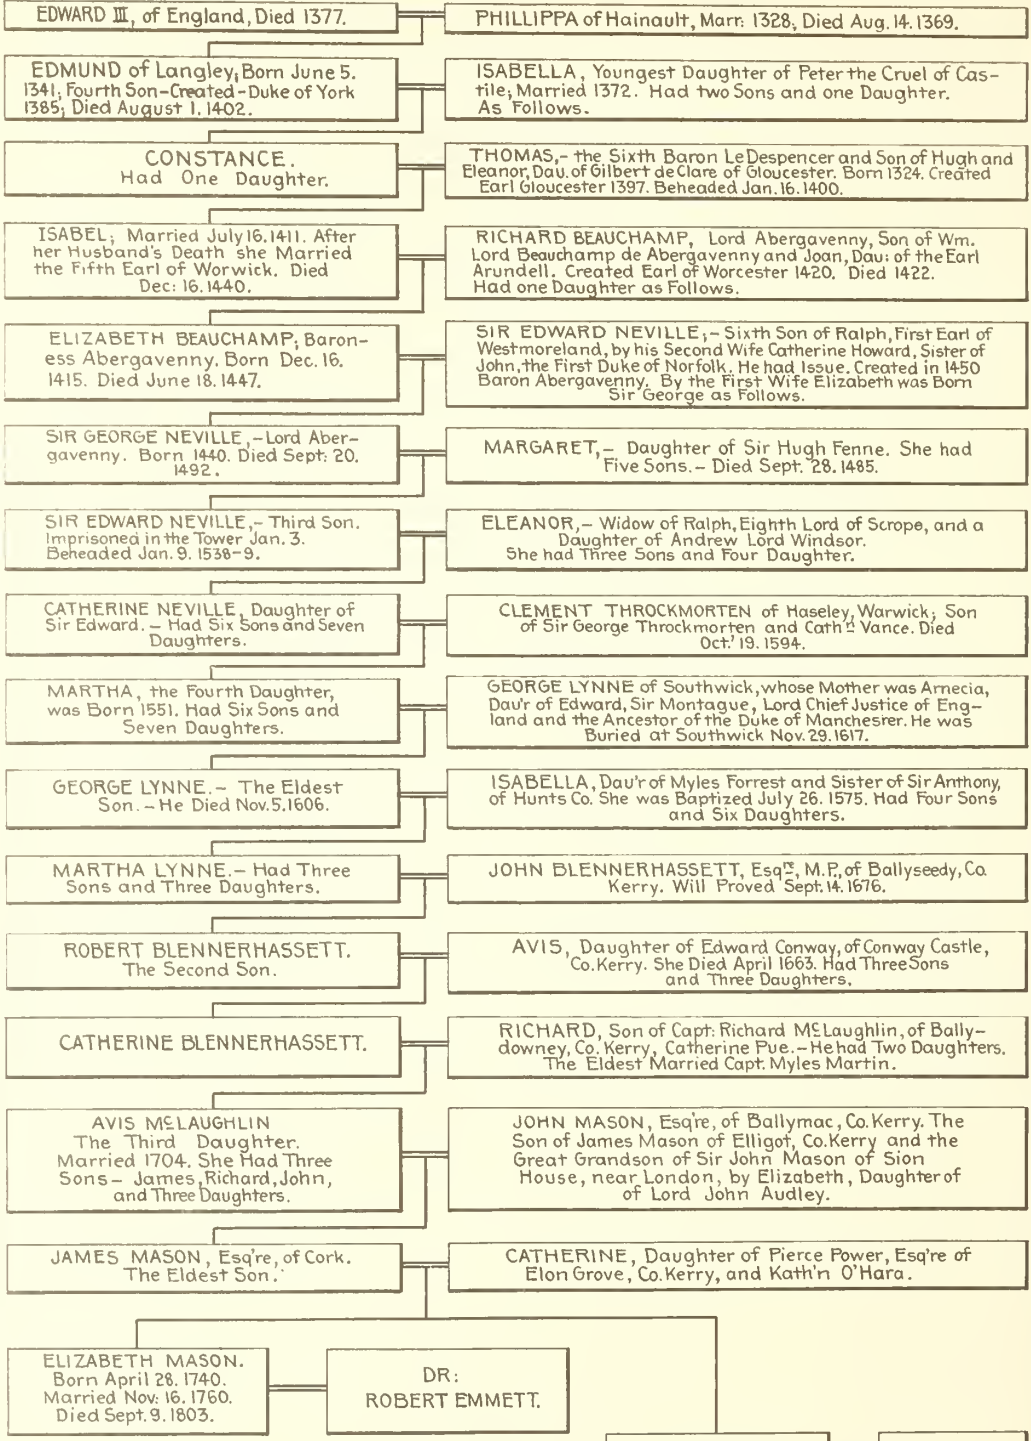 EDWARD III, of England, Died 1377.
PHILLIPPA of Hainault, Marr. 1328, Died Aug. 14. 1369.
EDMUND of Langley, Born June 5.
1341, Fourth Son-Created-Duke of York
1385, Died August 1. 1402.
ISABELLA, Youngest Daughter of Peter the Cruel of Cas-
tile, Married 1372. Had two Sons and one Daughter.
As Follows.
CONSTANCE.
Had One Daughter.
THOMAS,- the Sixth Baron Le Despencer and Son of Hugh and
Eleanor, Dau. of Gilbert de Clare of Gloucester. Born 1324. Created
Earl Gloucester 1397. Beheaded Jan. 16. 1400.
ISABEL; Married July 16. 1411. After
her Husband's Death she Married
the Fifth Earl of Worwick. Died
Dec: 16. 1440.
RICHARD BEAUCHAMP, Lord Abergavenny, Son of Wm.
Lord Beauchamp de Abergavenny and Joan, Dau: of the Earl
Arundell. Created Earl of Worcester 1420. Died 1422.
Had one Daughter as Follows.
ELIZABETH BEAUCHAMP, Baron-
ess Abergavenny. Born Dec. 16.
1415. Died June 18. 1447.
SIR EDWARD NEVILLE,- Sixth Son of Ralph, First Earl of
Westmoreland, by his Second Wife Catherine Howard, Sister of
John, the First Duke of Norfolk. He had Issue. Created in 1450
Baron Abergavenny. By the First Wife Elizabeth was Born
Sir George as Follows.
SIR GEORGE NEVILLE,-Lord Aber-
gavenny. Born 1440. Died Sept: 20.
1492.
MARGARET,- Daughter of Sir Hugh Fenne. She had
Five Sons.- Died Sept. 28. 1485.
SIR EDWARD NEVILLE,- Third Son.
Imprisoned in the Tower Jan. 3.
Beheaded Jan. 9. 1538-9.
ELEANOR,- Widow of Ralph, Eighth Lord of Scrope, and a
Daughter of Andrew Lord Windsor.
She had Three Sons and Four Daughter.
CATHERINE NEVILLE, Daughter of
Sir Edward. - Had Six Sons and Seven
Daughters.
CLEMENT THROCKMORTEN of Haseley, Warwick; Son
of Sir George Throckmorten and Cath'n Vance. Died
Oct.' 19. 1594.
MARTHA, the Fourth Daughter,
was Born 1551. Had Six Sons and
Seven Daughters.
GEORGE LYNNE of Southwick, whose Mother was Amecia,
Dau'r of Edward, Sir Montague, Lord Chief Justice of Eng-
land and the Ancestor of the Duke of Manchesrer. He was
Buried at Southwick Nov. 29. 1617.
GEORGE LYNNE.- The Eldest
Son.- He Died Nov. 5. 1606.
ISABELLA, Dau'r of Myles Forrest and Sister of Sir Anthony,
of Hunts Co. She was Baptized July 26. 1575. Had Four Sons
and Six Daughters.
MARTHA LYNNE.- Had Three
Sons and Three Daughters.
JOHN BLENNERHASSETT, Esqre, M.P., of Ballyseedy, Co.
Kerry. Will Proved Sept. 14. 1676.
ROBERT BLENNERHASSETT.
The Second Son.
AVIS, Daughter of Edward Conway, of Conway Castle,
Co. Kerry. She Died April 1663. Had Three Sons
and Three Daughters.
CATHERINE BLENNERHASSETT.
RICHARD, Son of Capt: Richard McLaughlin, of Bally-
downey, Co. Kerry, Catherine Pue.- He had Two Daughters.
The Eldest Married Capt. Myles Martin.
AVIS McLAUGHLIN
The Third Daughter.
Married 1704. She Had Three
Sons- James, Richard, John,
and Three Daughters.
JOHN MASON, Esq're, of Ballymac, Co. Kerry. The
Son of James Mason of Elligot, Co. Kerry and the
Great Grandson of Sir John Mason of Sion
House, near London, by Elizabeth, Daughter of
of Lord John Audley.
JAMES MASON, Esq're, of Cork.
The Eldest Son.
CATHERINE, Daughter of Pierce Power, Esq're of
Elon Grove, Co. Kerry, and Kath'n O'Hara.
ELIZABETH MASON.
Born April 28. 1740.
Married Nov: 16. 1760.
Died Sept. 9. 1803.
DR:
ROBERT EMMETT.